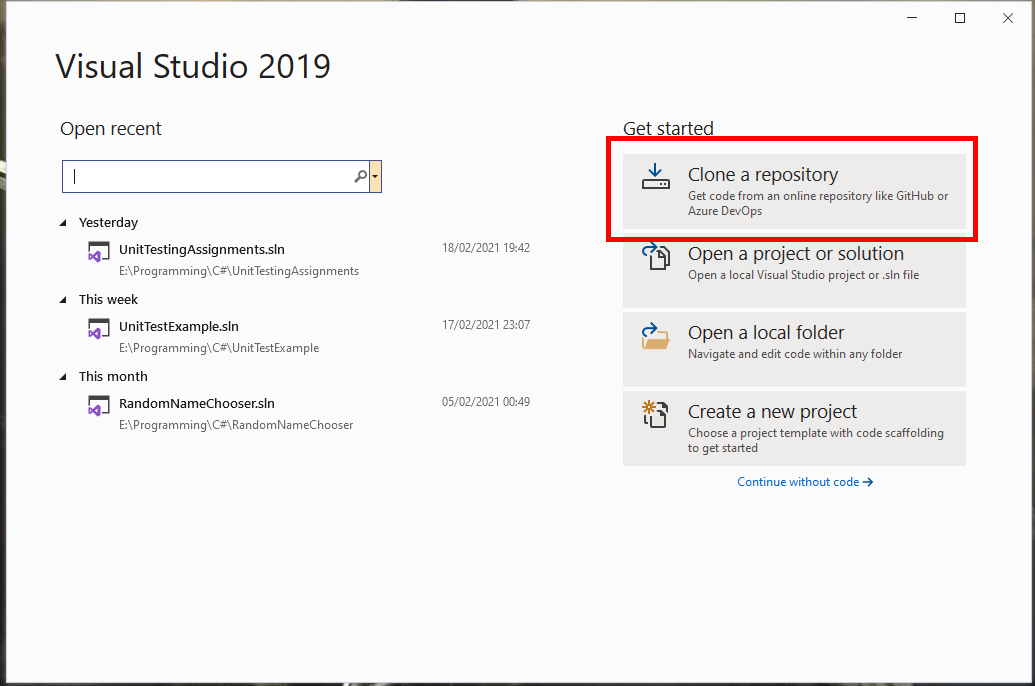 Visual Studio 2019
Open recent
Yesterday
UnitTestingAssignments.sln
18/02/2021 19:42
E:\Programming\C#\UnitTestingAssignments
This week
UnitTestExample.sln
17/02/2021 23:07
E:\Programming\C#\UnitTestExample
This month
RandomNameChooser.sln
05/02/2021 00:49
E:\Programming\C#\RandomNameChooser
Get started
Clone a repository
Get code from an online repository like GitHub or
Azure DevOps
Open a project or solution
Open a local Visual Studio project or .sln file
Open a local folder
Navigate and edit code within any folder
Create a new project
Choose a project template with code scaffolding
to get started
Continue without code →